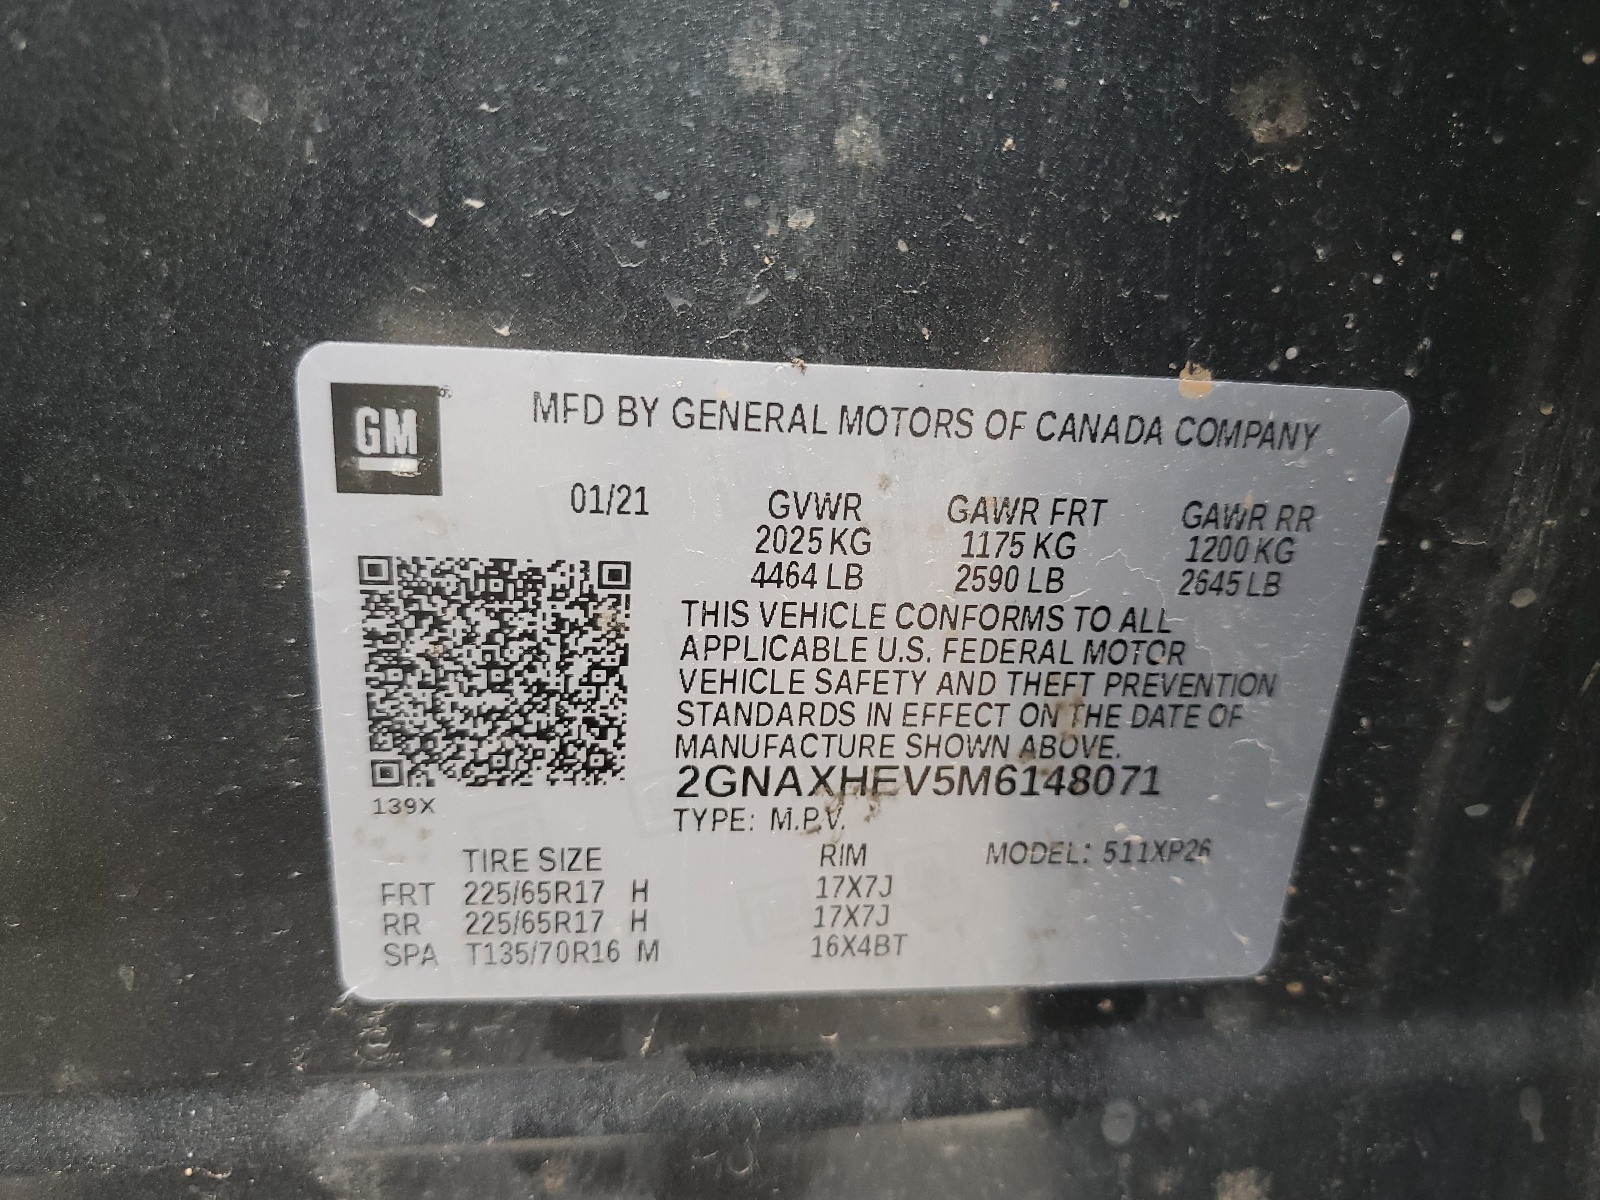 GM
MFD BY GENERAL MOTORS OF CANADA COMPANY
01/21 GVWR GAWR FRT GAWR RR
2025 KG 1175 KG 1200 KG
4464 LB 2590 LB 2645 LB
THIS VEHICLE CONFORMS TO ALL
APPLICABLE U.S. FEDERAL MOTOR
VEHICLE SAFETY AND THEFT PREVENTION
STANDARDS IN EFFECT ON THE DATE OF
MANUFACTURE SHOWN ABOVE.
2GNAXHEV5M6148071
139X
TYPE: M.P.V.
TIRE SIZE RIM MODEL: 511XP26
FRT 225/65R17 H 17X7J
RR 225/65R17 H 17X7J
SPA T135/70R16 M 16X4BT